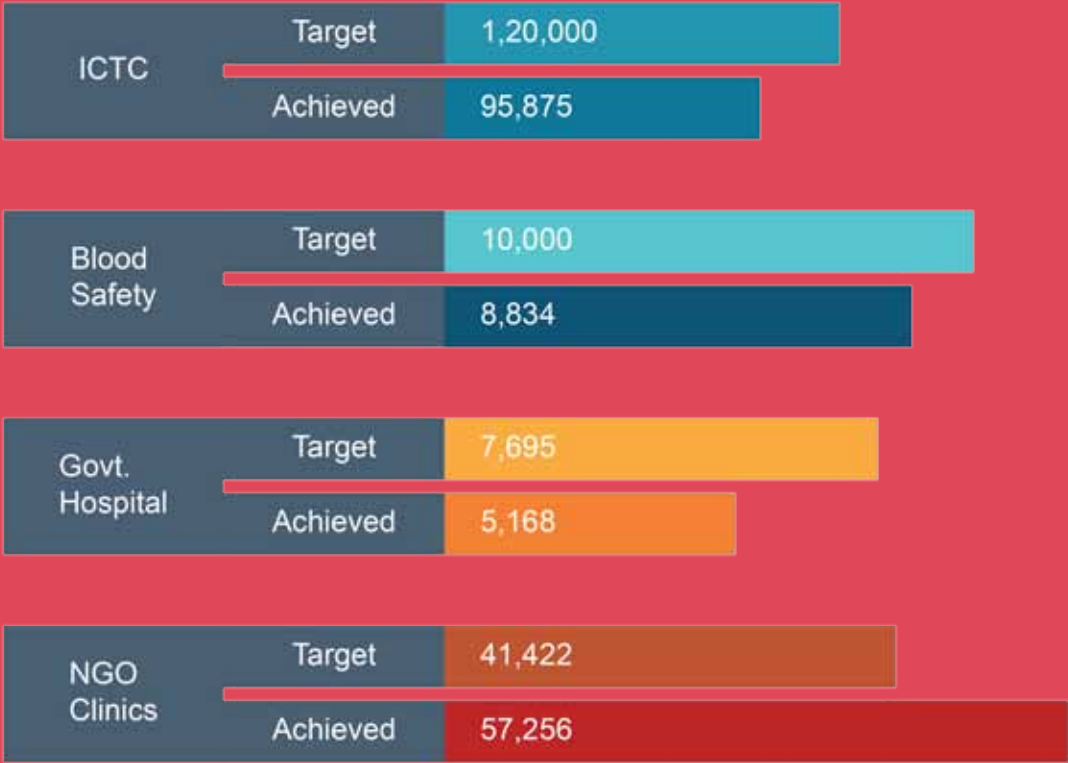 ICTC
Target 1,20,000
Achieved 95,875
Blood
Safety
Target 10,000
Achieved 8,834
Govt.
Hospital
Target 7,695
Achieved 5,168
NGO
Clinics
Target 41,422
Achieved 57,256